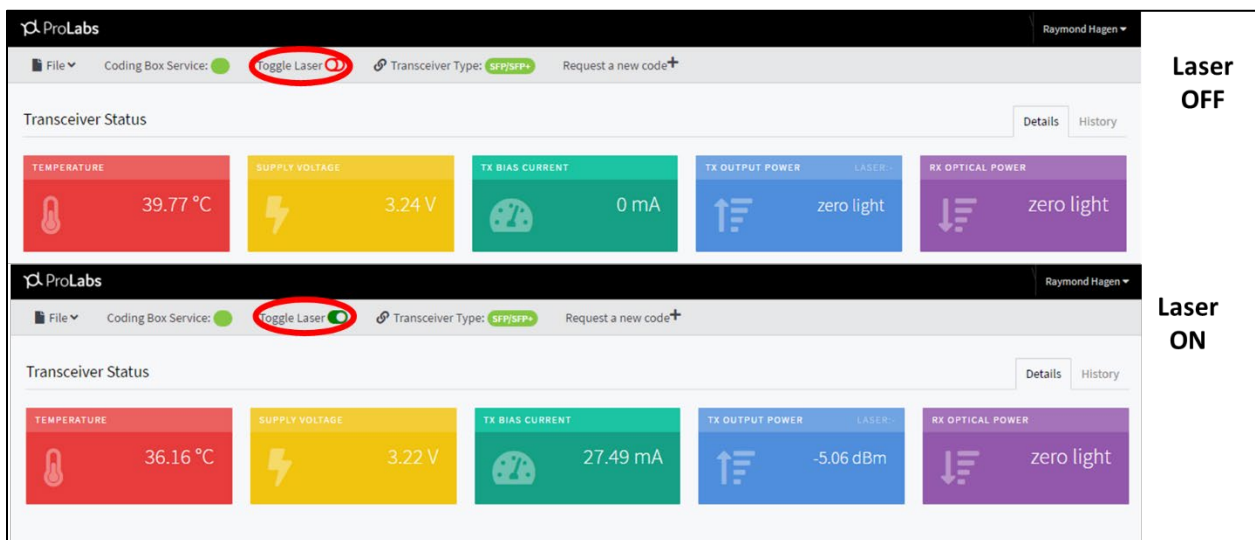 ProLabs
Raymond Hagen
File Coding Box Service: Toggle Laser Transceiver Type: SFP/SFP+ Request a new code+
Laser
OFF
Transceiver Status
Details History
TEMPERATURE SUPPLY VOLTAGE TX BIAS CURRENT TX OUTPUT POWER LASER:- RX OPTICAL POWER
39.77 °C 3.24 V 0 mA zero light zero light
ProLabs
Raymond Hagen
File Coding Box Service: Toggle Laser Transceiver Type: SFP/SFP+ Request a new code+
Laser
ON
Transceiver Status
Details History
TEMPERATURE SUPPLY VOLTAGE TX BIAS CURRENT TX OUTPUT POWER LASER:- RX OPTICAL POWER
36.16 °C 3.22 V 27.49 mA -5.06 dBm zero light